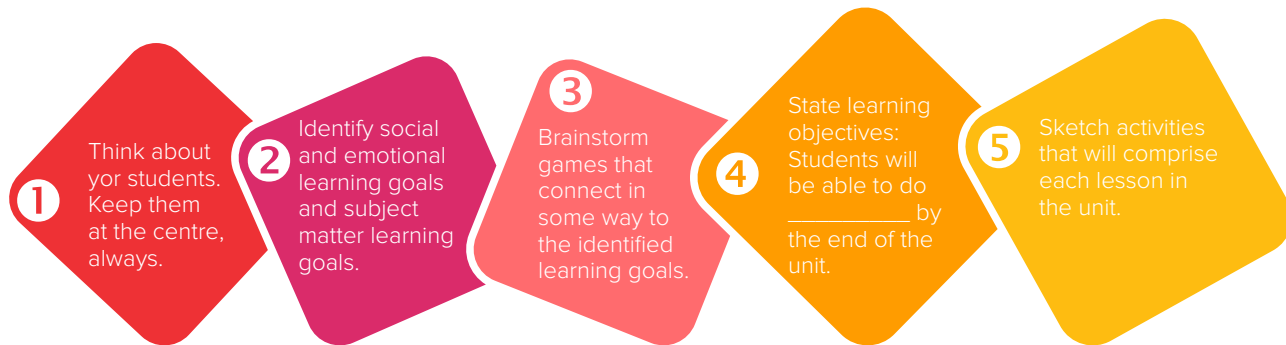 1
Think about
yor students.
Keep them
at the centre,
always.
2
Identify social
and emotional
learning goals
and subject
matter learning
goals.
3
Brainstorm
games that
connect in
some way to
the identified
learning goals.
4
State learning
objectives:
Students will
be able to do
__________ by
the end of the
unit.
5
Sketch activities
that will comprise
each lesson in
the unit.